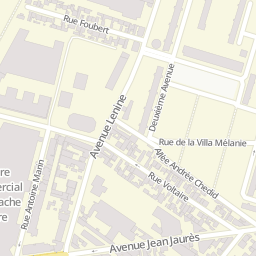 Rue Foubert
Avenue Lenine
Deuxième Avenue
Rue de la Villa Mélanie
Allée Andrée Chedid
Rue Voltaire
Rue Antoine Marin
Avenue Jean Jaurès